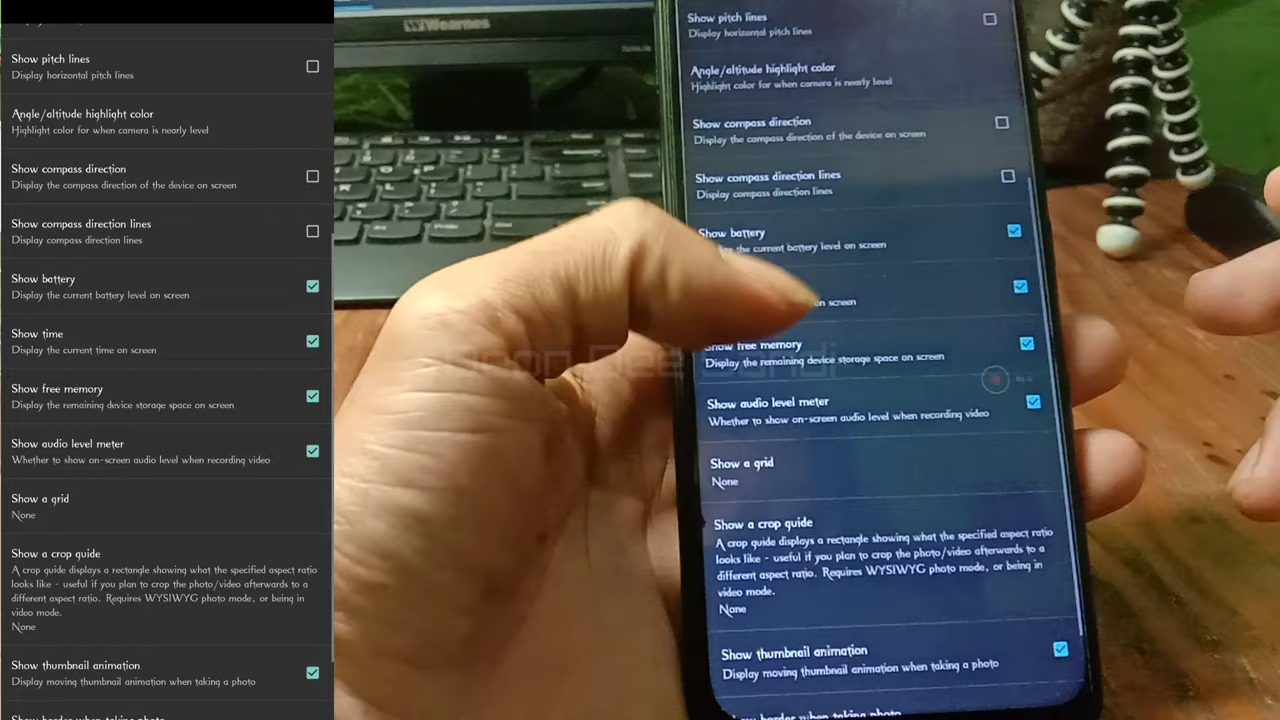 Show pitch lines
Display horizontal pitch lines
Angle/altitude highlight color
Highlight color for when camera is nearly level
Show compass direction
Display the compass direction of the device on screen
Show compass direction lines
Display compass direction lines
Show battery
Display the current battery level on screen
Show time
Display the current time on screen
Show free memory
Display the remaining device storage space on screen
Show audio level meter
Whether to show on-screen audio level when recording video
Show a grid
None
Show a crop guide
A crop guide displays a rectangle showing what the specified aspect ratio
looks like - useful if you plan to crop the photo/video afterwards to a
different aspect ratio. Requires WYSIWYG photo mode, or being in
video mode.
None
Show thumbnail animation
Display moving thumbnail animation when taking a photo
Show border when taking photo
Wearnes
Show pitch lines
Display horizontal pitch lines
Angle/altitude highlight color
Highlight color for when camera is nearly level
Show compass direction
Display the compass direction of the device on screen
Show compass direction lines
Display compass direction lines
Show battery
the current battery level on screen
on screen
Show free memory
Display the remaining device storage space on screen
Show audio level meter
Whether to show on-screen audio level when recording video
Show a grid
None
Show a crop guide
A crop guide displays a rectangle showing what the specified aspect ratio
looks like - useful if you plan to crop the photo/video afterwards to a
different aspect ratio. Requires WYSIWYG photo mode, or being in
video mode.
None
Show thumbnail animation
Display moving thumbnail animation when taking a photo
Show border when taking photo